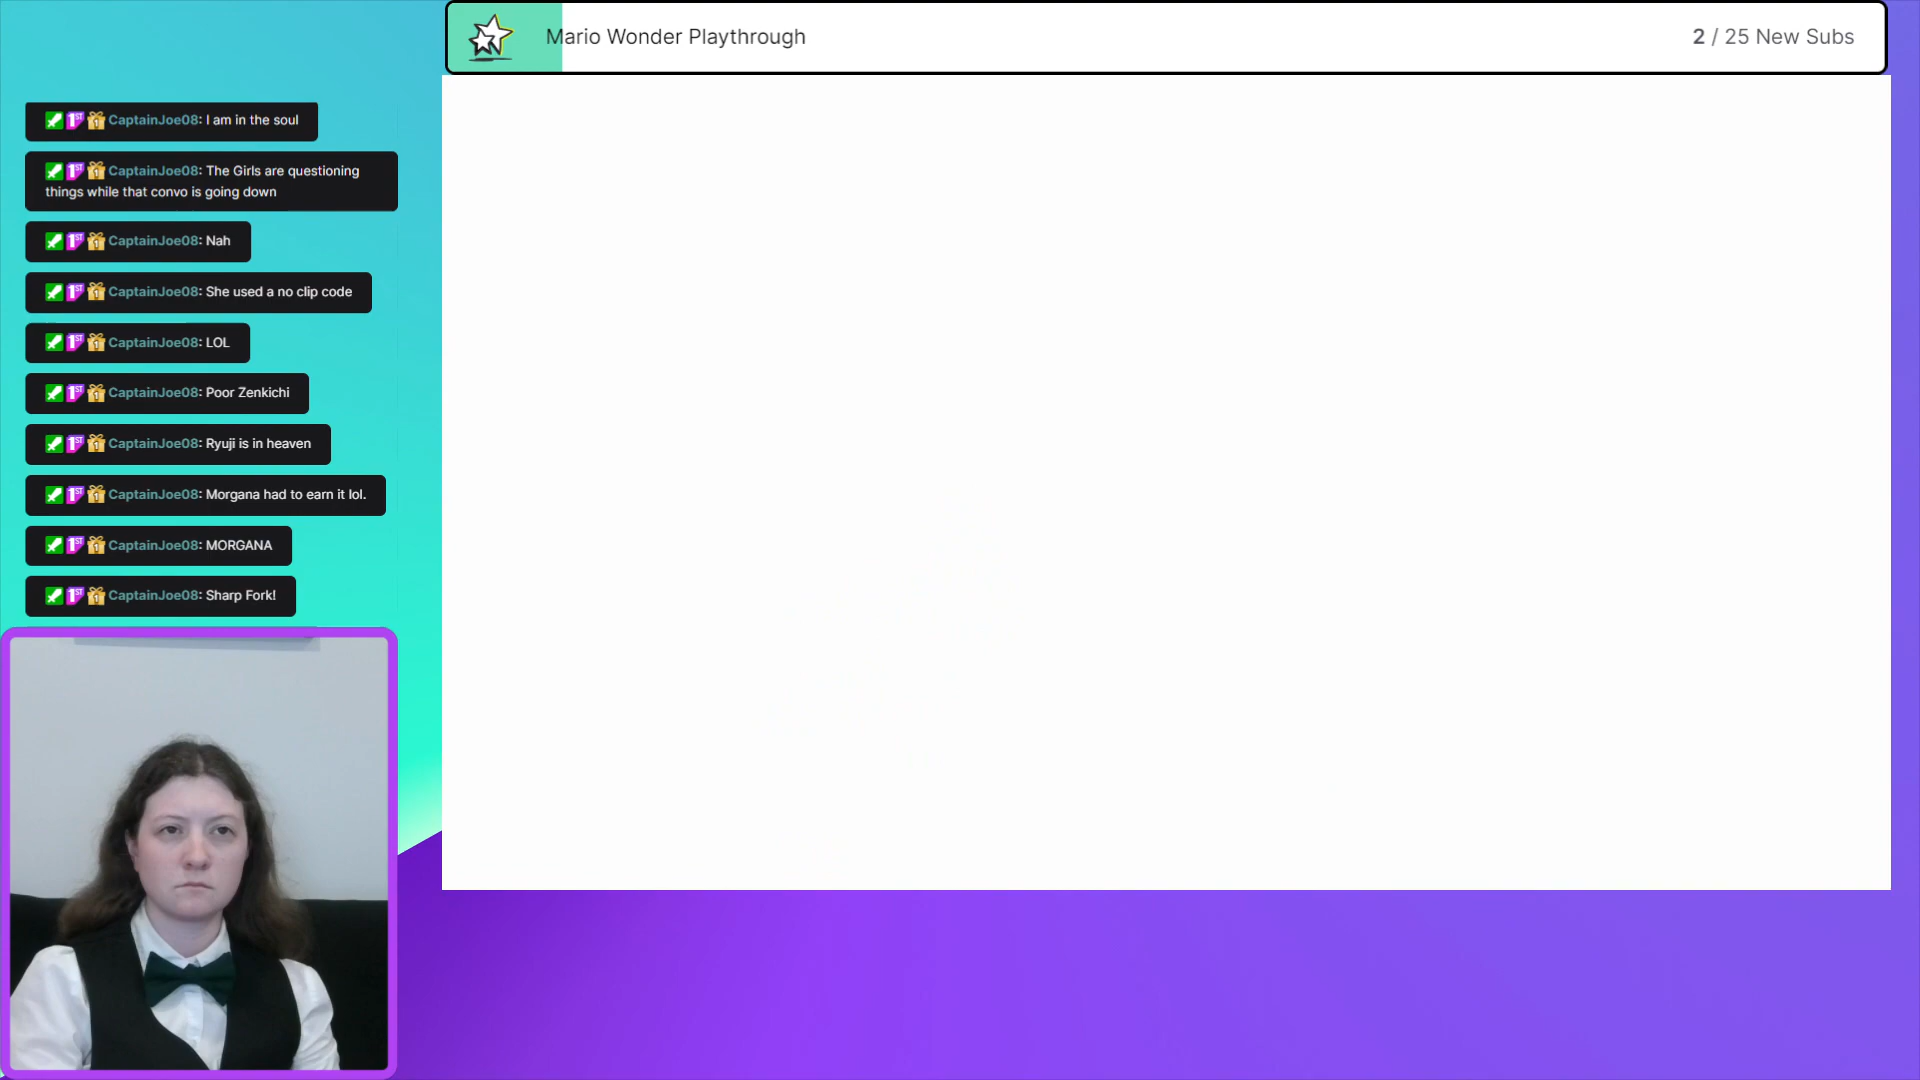 Mario Wonder Playthrough
2 / 25 New Subs
CaptainJoe08: I am in the soul
CaptainJoe08: The Girls are questioning
things while that convo is going down
CaptainJoe08: Nah
CaptainJoe08: She used a no clip code
CaptainJoe08: LOL
CaptainJoe08: Poor Zenkichi
CaptainJoe08: Ryuji is in heaven
CaptainJoe08: Morgana had to earn it lol.
CaptainJoe08: MORGANA
CaptainJoe08: Sharp Fork!